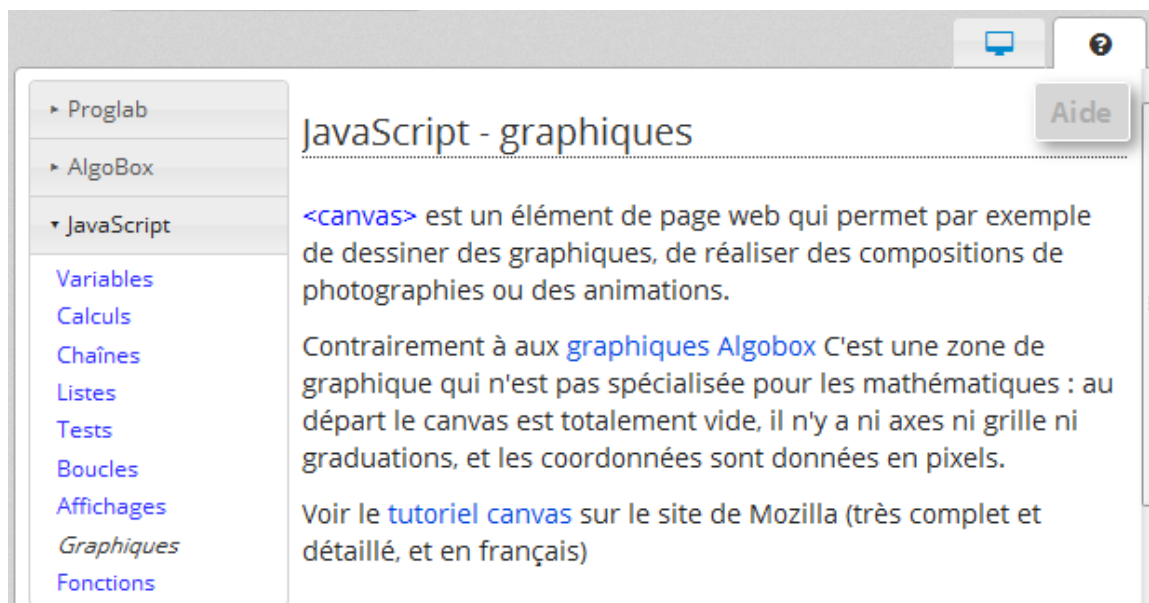 Proglab
AlgoBox
JavaScript
Variables
Calculs
Chaînes
Listes
Tests
Boucles
Affichages
Graphiques
Fonctions
Aide
JavaScript - graphiques
<canvas> est un élément de page web qui permet par exemple
de dessiner des graphiques, de réaliser des compositions de
photographies ou des animations.
Contrairement à aux graphiques Algobox C'est une zone de
graphique qui n'est pas spécialisée pour les mathématiques : au
départ le canvas est totalement vide, il n'y a ni axes ni grille ni
graduations, et les coordonnées sont données en pixels.
Voir le tutoriel canvas sur le site de Mozilla (très complet et
détaillé, et en français)